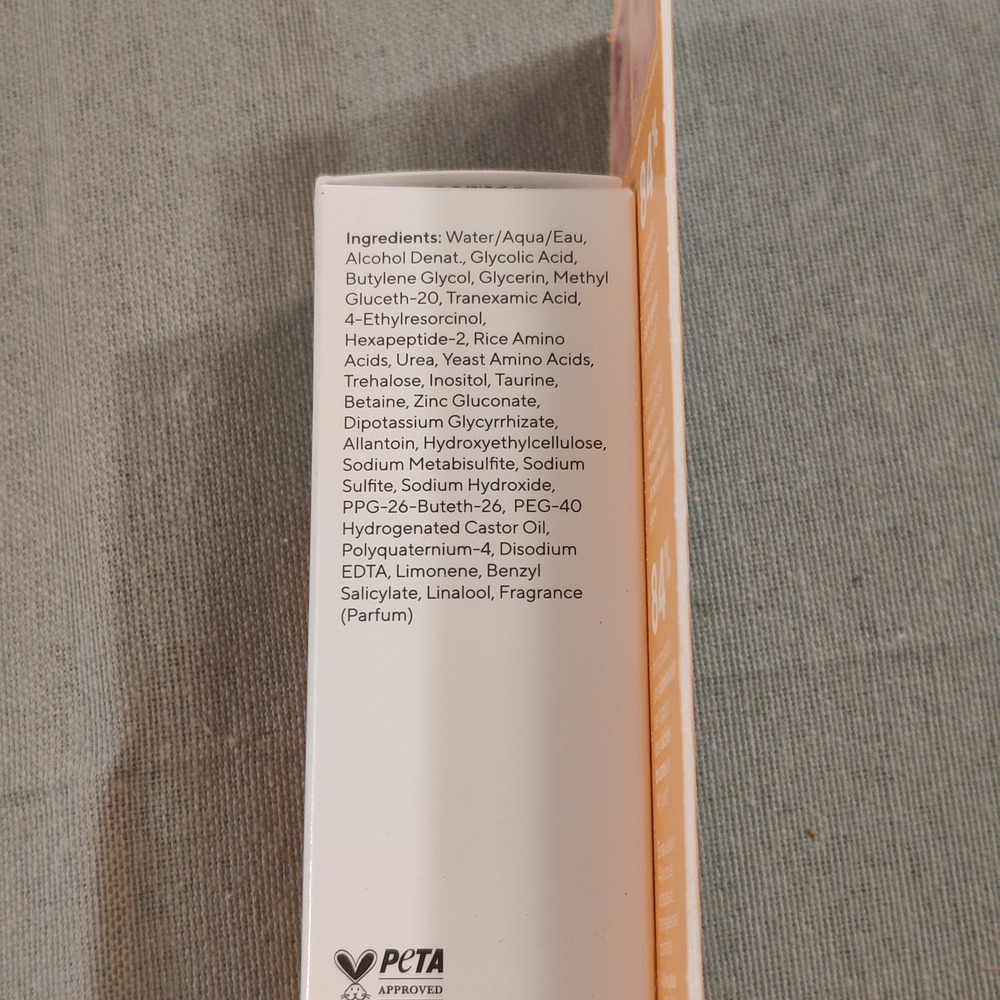 Ingredients: Water/Aqua/Eau,
Alcohol Denat., Glycolic Acid,
Butylene Glycol, Glycerin, Methyl
Gluceth-20, Tranexamic Acid,
4-Ethylresorcinol,
Hexapeptide-2, Rice Amino
Acids, Urea, Yeast Amino Acids,
Trehalose, Inositol, Taurine,
Betaine, Zinc Gluconate,
Dipotassium Glycyrrhizate,
Allantoin, Hydroxyethylcellulose,
Sodium Metabisulfite, Sodium
Sulfite, Sodium Hydroxide,
PPG-26-Buteth-26, PEG-40
Hydrogenated Castor Oil,
Polyquaternium-4, Disodium
EDTA, Limonene, Benzyl
Salicylate, Linalool, Fragrance
(Parfum)
PETA
APPROVED
84%
84%